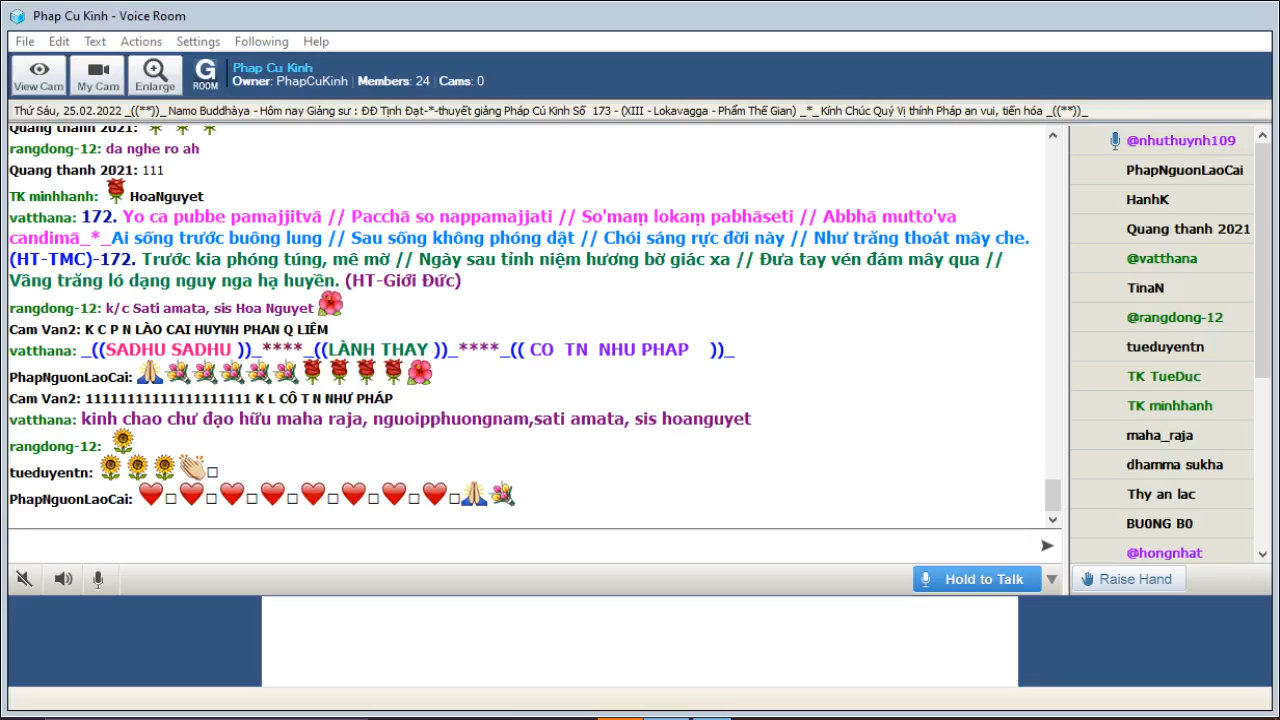 Phap Cu Kinh - Voice Room
File Edit Text Actions Settings Following Help
View Cam My Cam Enlarge G ROOM
Phap Cu Kinh
Owner: PhapCuKinh | Members: 24 | Cams: 0
Thứ Sáu, 25.02.2022 _((**))_ Namo Buddhàya - Hôm nay Giảng sư : ĐĐ Tịnh Đạt-*-thuyết giảng Pháp Cú Kinh Số 173 - (XIII - Lokavagga - Phẩm Thế Gian) _*_Kính Chúc Quý Vị thính Pháp an vui, tiến hóa _((**))_
Quang thanh 2021:
rangdong-12: da nghe ro ah
Quang thanh 2021: 111
TK minhhanh: HoaNguyet
vatthana: 172. Yo ca pubbe pamajjitvā // Pacchā so nappamajjati // So'maṃ lokaṃ pabhāseti // Abbhā mutto'va
candimā_*_Ai sống trước buông lung // Sau sống không phóng dật // Chói sáng rực đời này // Như trăng thoát mây che.
(HT-TMC)-172. Trước kia phóng túng, mê mờ // Ngày sau tỉnh niệm hương bờ giác xa // Đưa tay vén đám mây qua //
Vầng trăng ló dạng nguy nga hạ huyền. (HT-Giới Đức)
rangdong-12: k/c Sati amata, sis Hoa Nguyet
Cam Van2: K C P N LÀO CAI HUYNH PHAN Q LIÊM
vatthana: _((SADHU SADHU ))_****_((LÀNH THAY ))_****_(( CO TN NHU PHAP ))_
PhapNguonLaoCai:
Cam Van2: 1111111111111111111111 K L CÔ T N NHƯ PHÁP
vatthana: kinh chao chư đạo hữu maha raja, nguoipphuongnam,sati amata, sis hoanguyet
rangdong-12:
tueduyentn:
PhapNguonLaoCai:
Hold to Talk
@nhuthuynh109
PhapNguonLaoCai
HanhK
Quang thanh 2021
@vatthana
TinaN
@rangdong-12
tueduyentn
TK TueDuc
TK minhhanh
maha_raja
dhamma sukha
Thy an lac
BU0NG B0
@hongnhat
Raise Hand